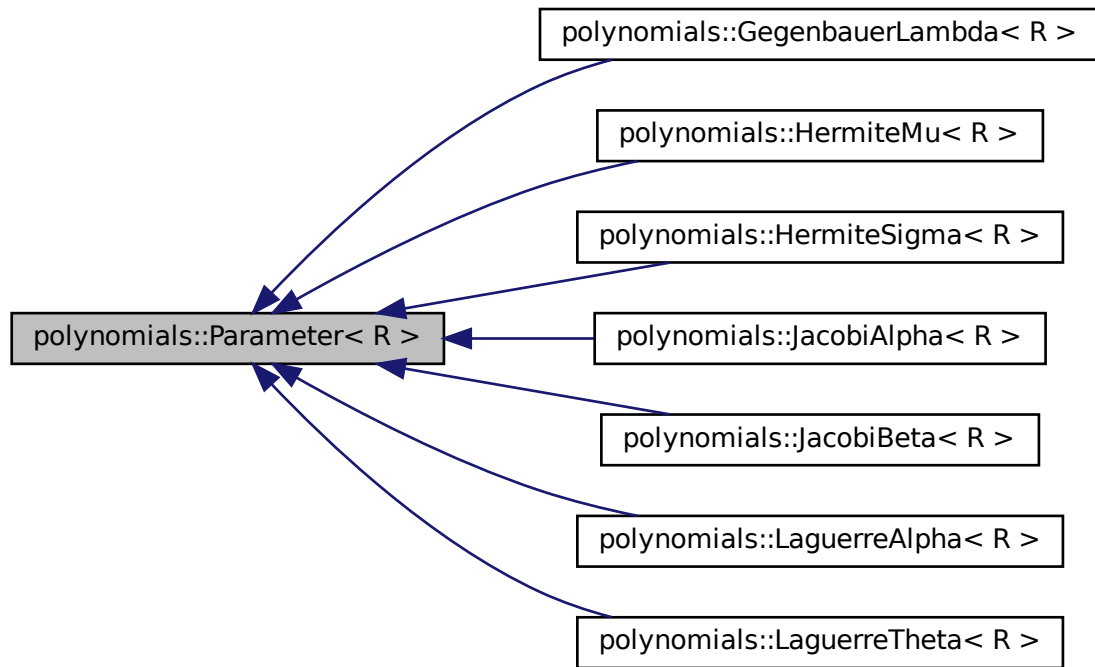 polynomials::GegenbauerLambda< R >
polynomials::HermiteMu< R >
polynomials::HermiteSigma< R >
polynomials::Parameter< R >
polynomials::JacobiAlpha< R >
polynomials::JacobiBeta< R >
polynomials::LaguerreAlpha< R >
polynomials::LaguerreTheta< R >